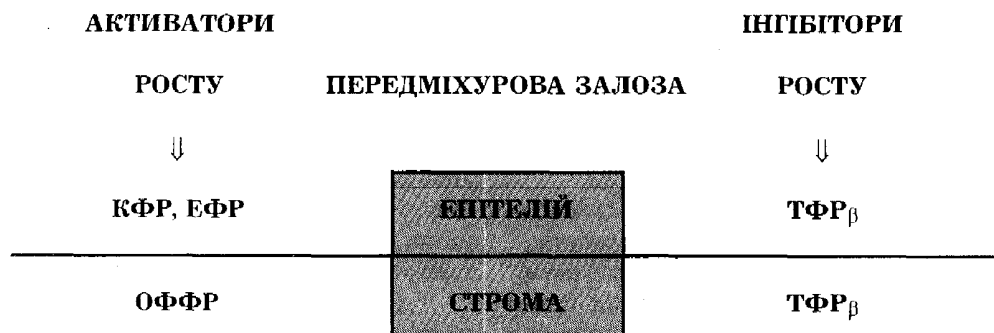 АКТИВАТОРИ ІНГІБІТОРИ
РОСТУ ПЕРЕДМІХУРОВА ЗАЛОЗА РОСТУ
⇓ ⇓
КФР, ЕФР ЕПІТЕЛІЙ ТФРβ
ОФФР СТРОМА ТФРβ